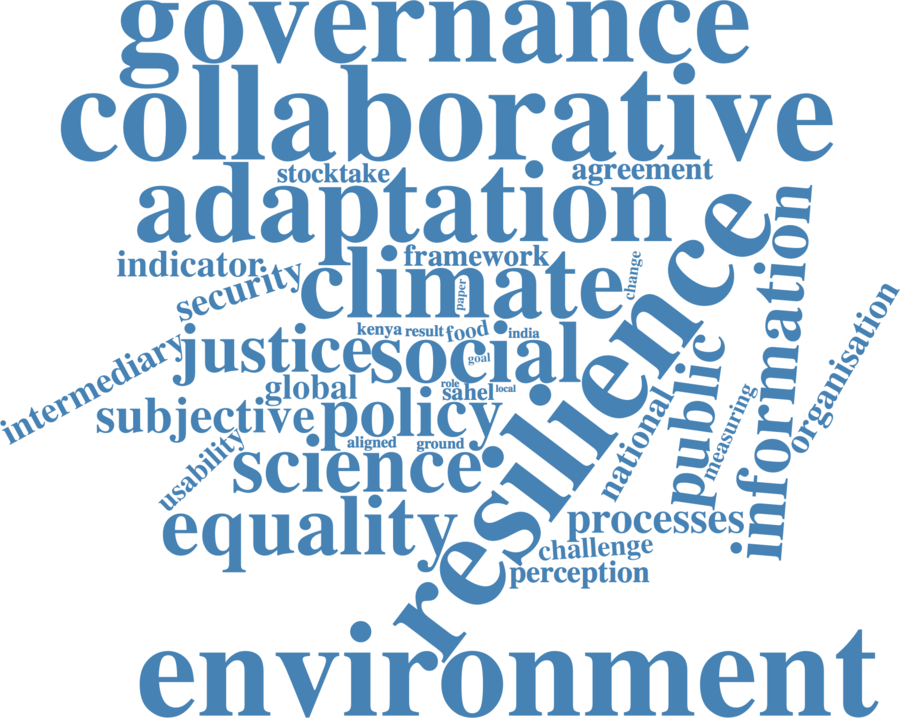 governance
collaborative
stocktake
agreement
adaptation
indicator
framework
security
climate
paper
change
resilience
information
kenya
result
food
india
intermediary
justice
social
goal
global
role
sahel
local
organisation
subjective
policy
public
national
measuring
aligned
ground
usability
science
equality
processes
challenge
perception
environment